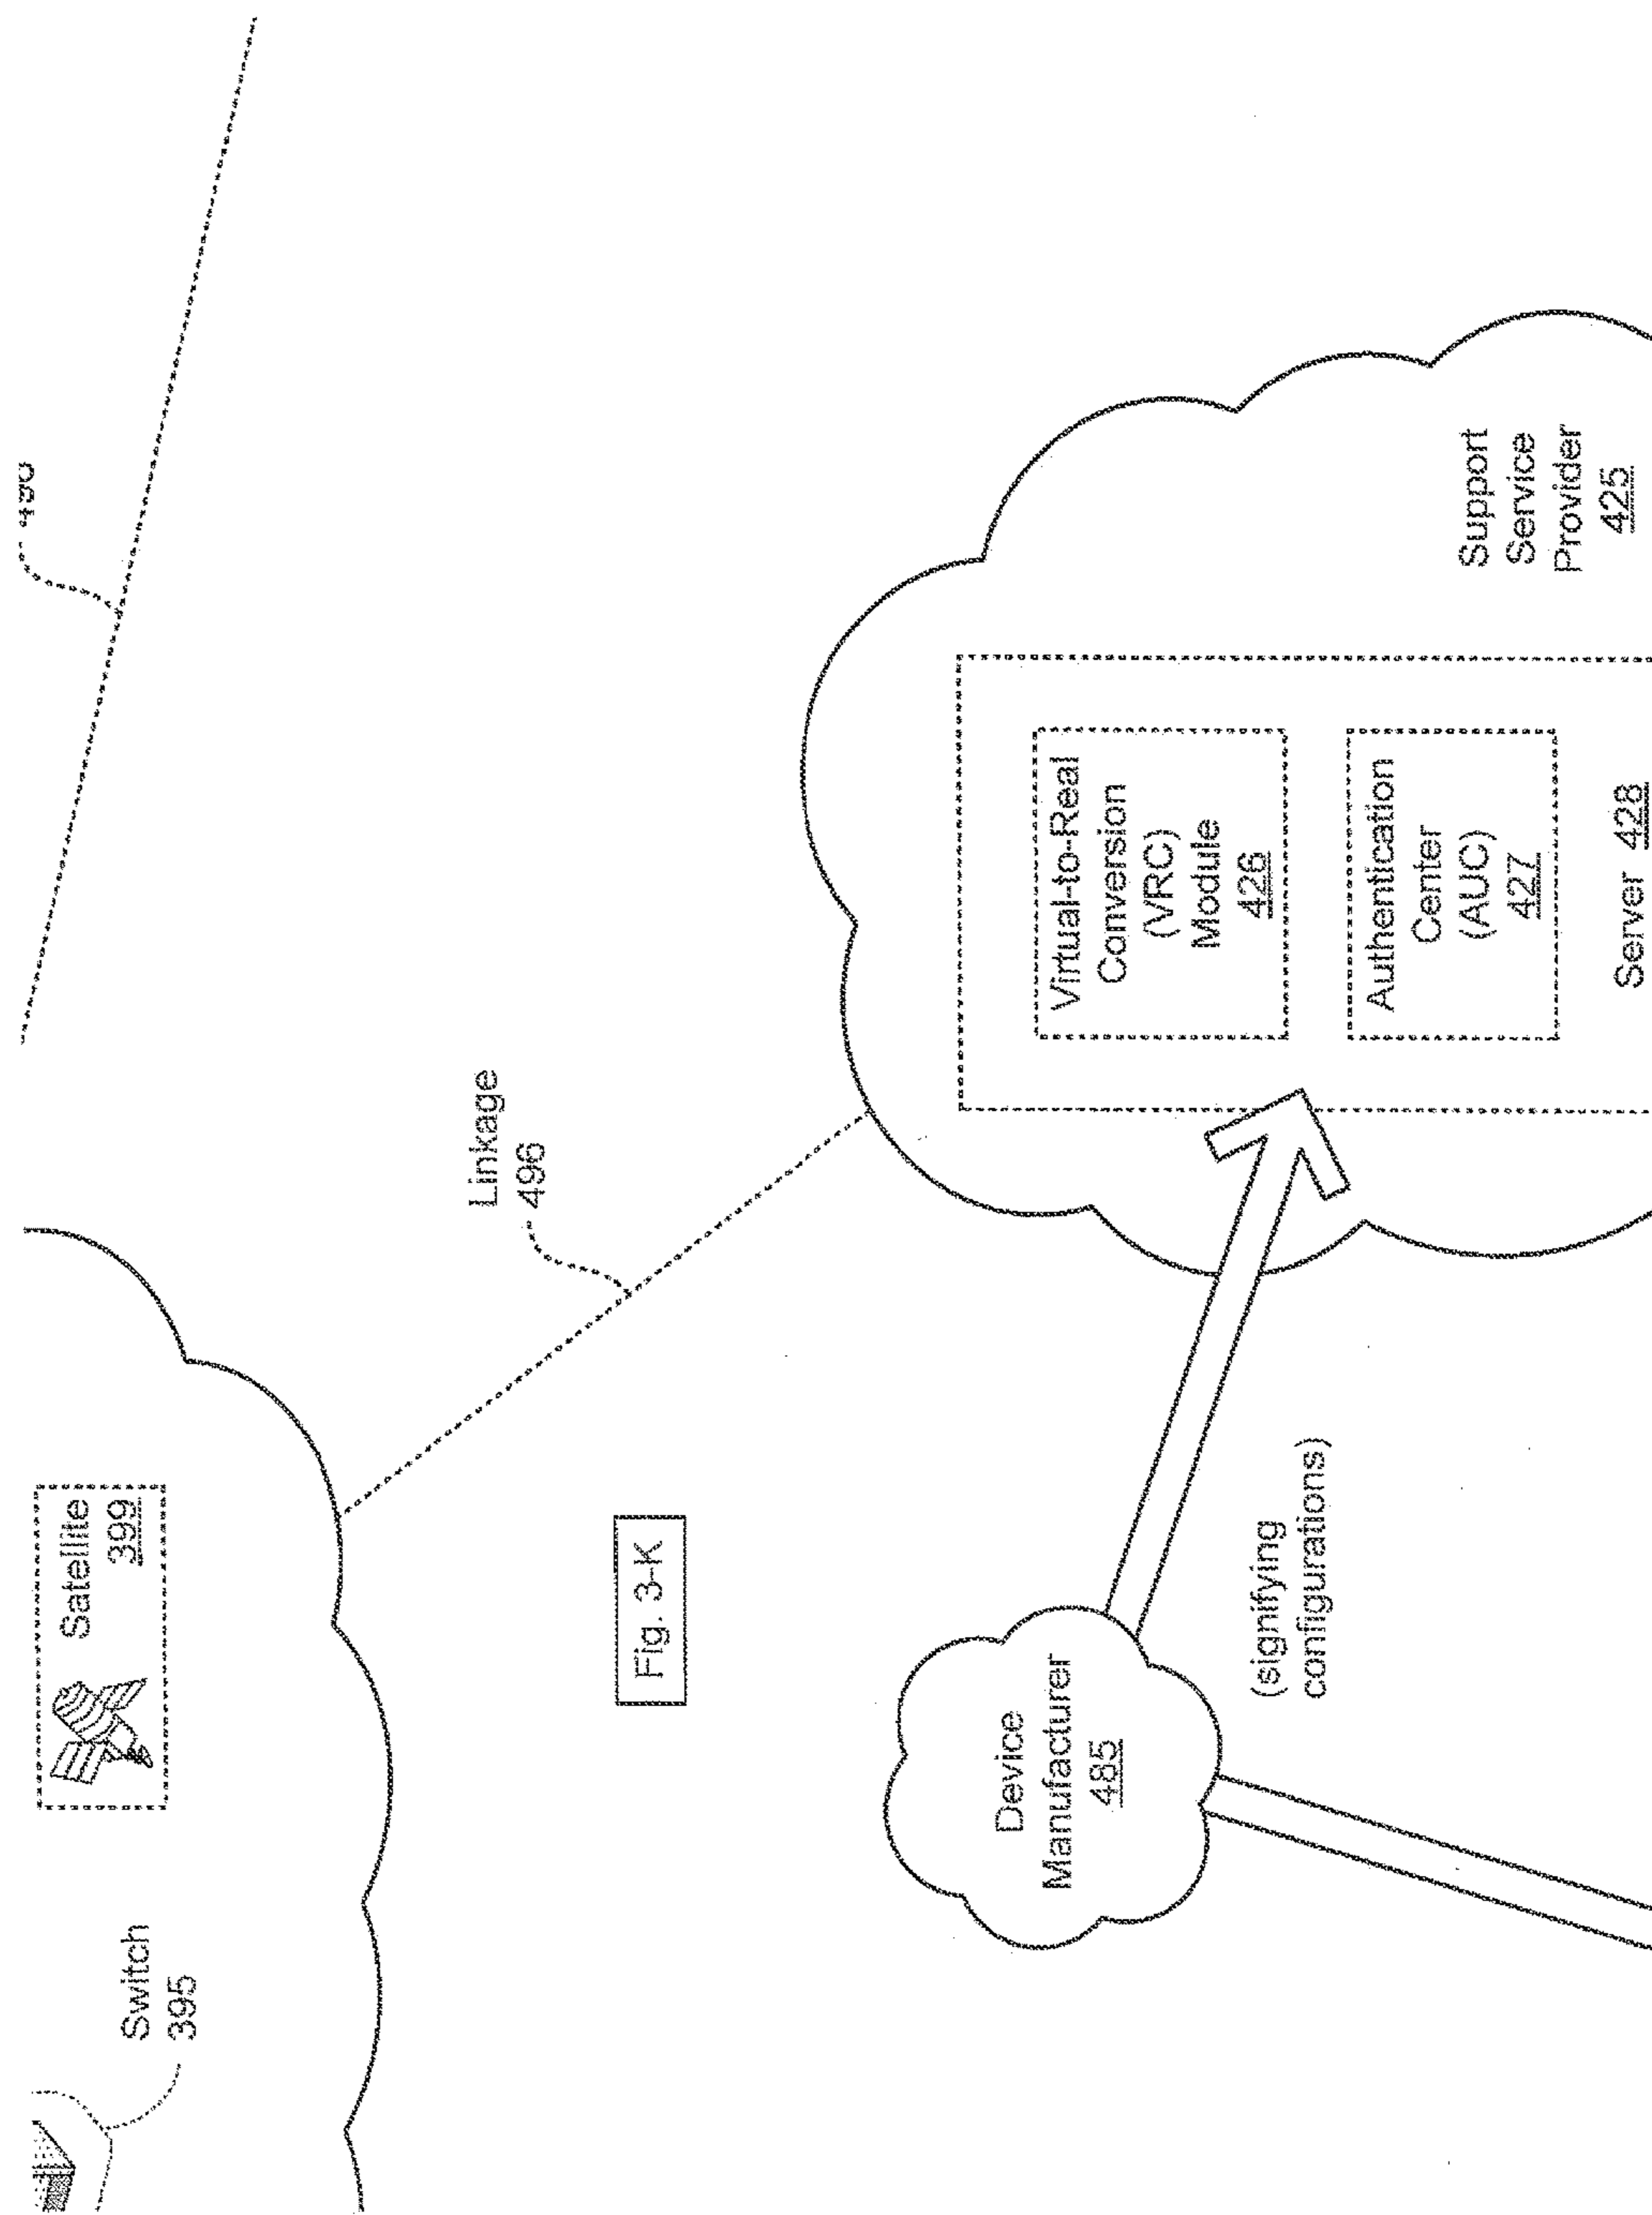 Switch
395
Satellite
399
Linkage
496
Fig. 3-K
Device
Manufacturer
485
(signifying
configurations)
Virtual-to-Real
Conversion
(VRC)
Module
426
Authentication
Center
(AUC)
427
Server 428
Support
Service
Provider
425